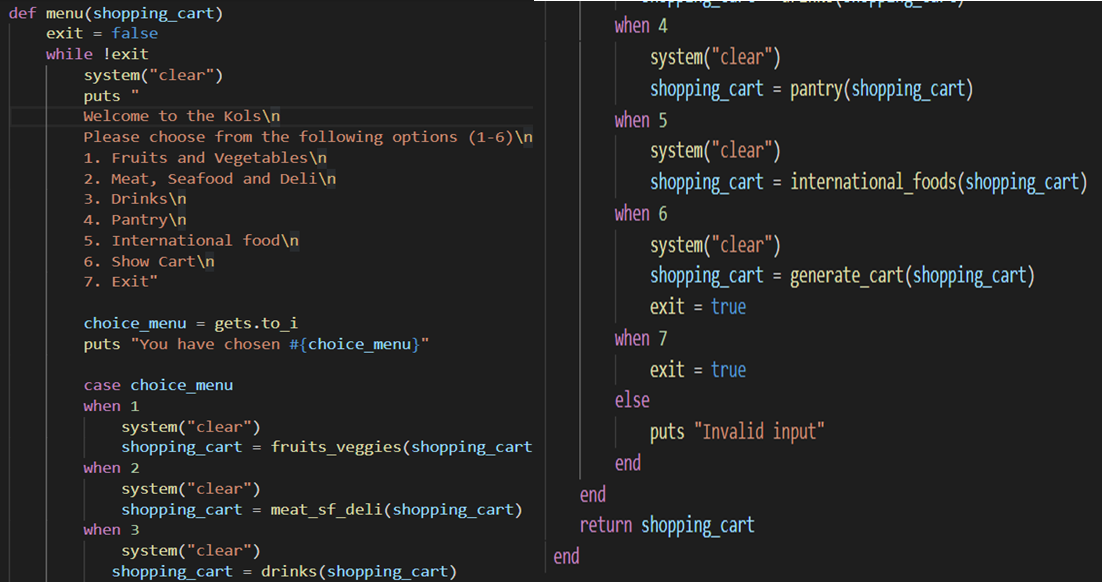 def menu(shopping_cart)
    exit = false
    while !exit
        system("clear")
        puts "
        Welcome to the Kols\n
        Please choose from the following options (1-6)\n
        1. Fruits and Vegetables\n
        2. Meat, Seafood and Deli\n
        3. Drinks\n
        4. Pantry\n
        5. International food\n
        6. Show Cart\n
        7. Exit"

        choice_menu = gets.to_i
        puts "You have chosen #{choice_menu}"

        case choice_menu
        when 1
            system("clear")
            shopping_cart = fruits_veggies(shopping_cart
        when 2
            system("clear")
            shopping_cart = meat_sf_deli(shopping_cart)
        when 3
            system("clear")
           shopping_cart = drinks(shopping_cart)
        when 4
            system("clear")
            shopping_cart = pantry(shopping_cart)
        when 5
            system("clear")
            shopping_cart = international_foods(shopping_cart)
        when 6
            system("clear")
            shopping_cart = generate_cart(shopping_cart)
            exit = true
        when 7
            exit = true
        else
            puts "Invalid input"
        end
    end
    return shopping_cart
end